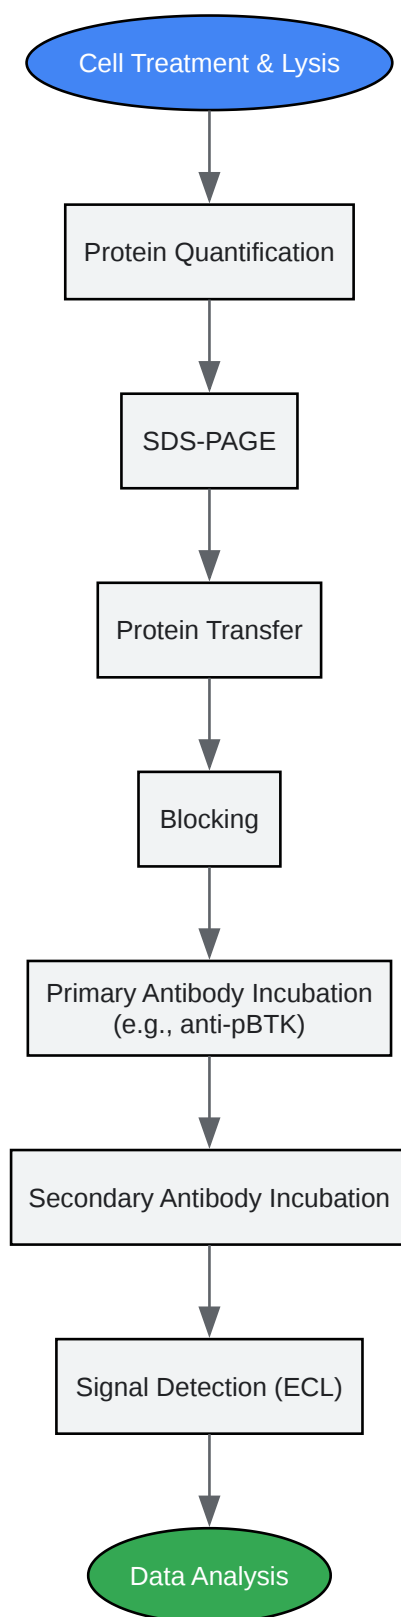 Cell Treatment & Lysis
Protein Quantification
SDS-PAGE
Protein Transfer
Blocking
Primary Antibody Incubation
(e.g., anti-pBTK)
Secondary Antibody Incubation
Signal Detection (ECL)
Data Analysis